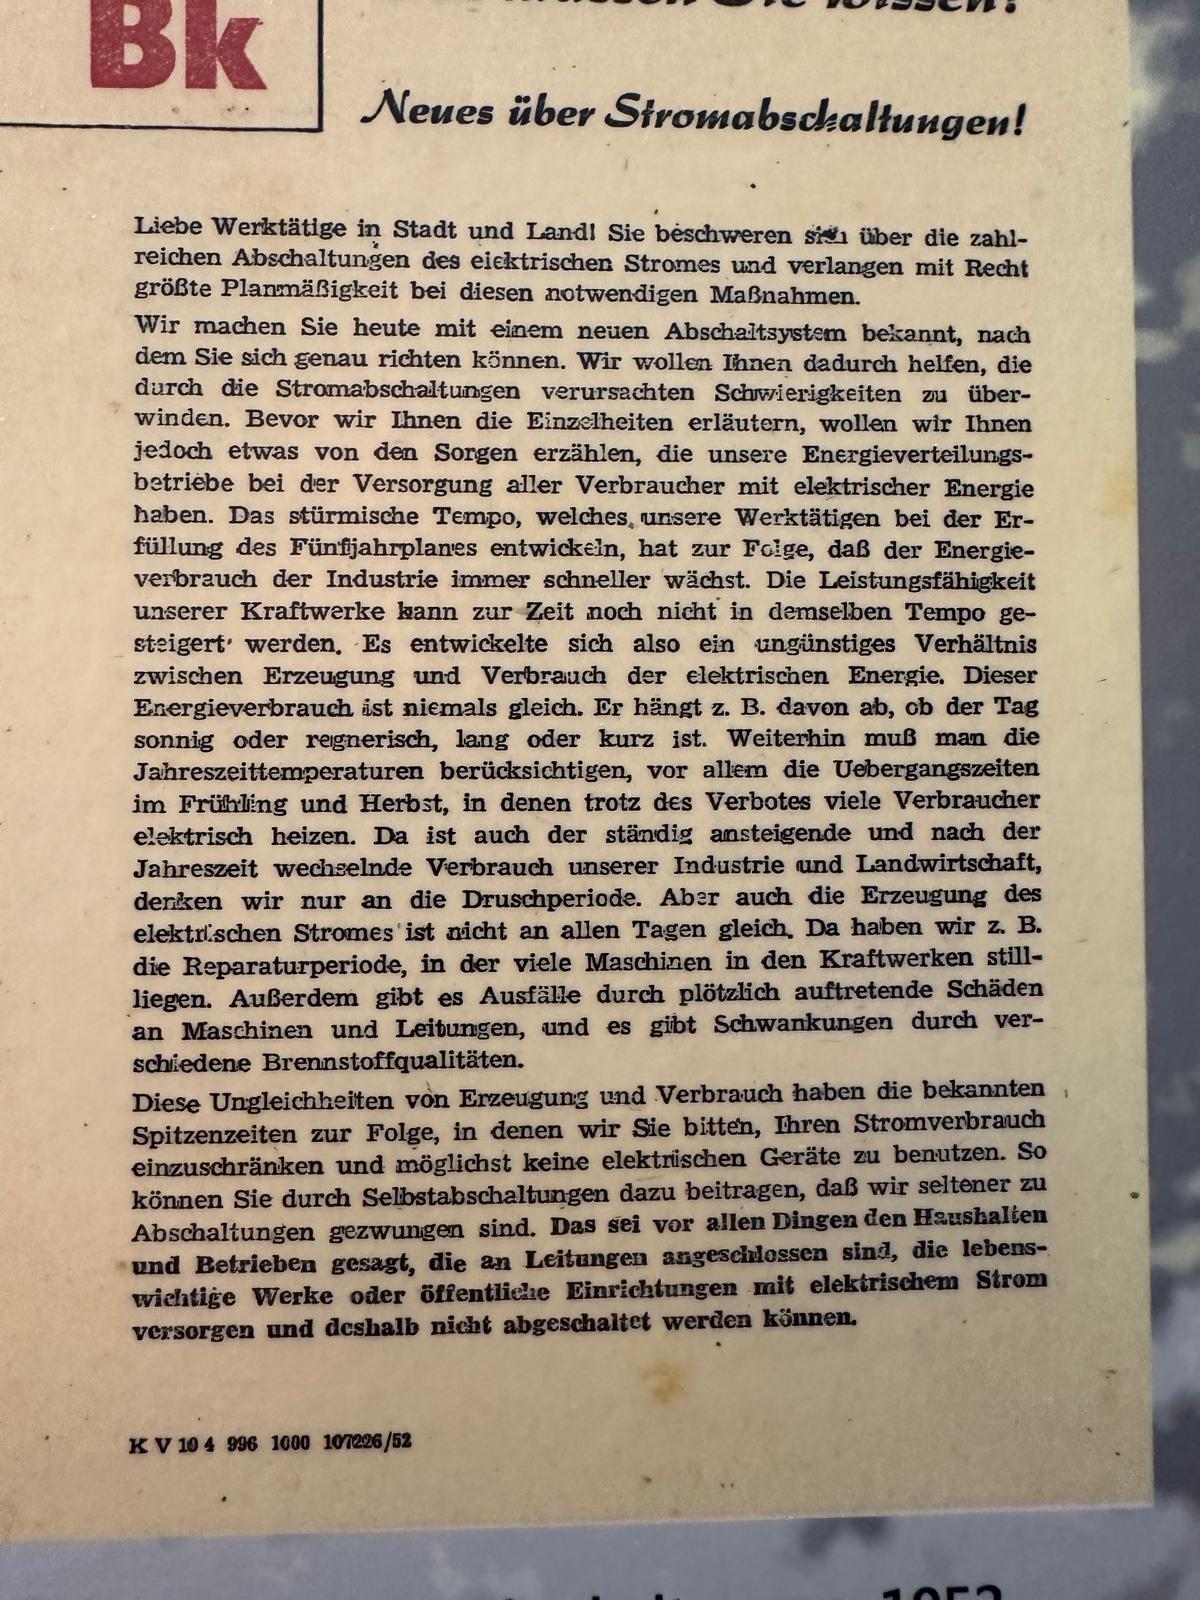 Bk
Sie wissen!
Neues über Stromabschaltungen!
Liebe Werktätige in Stadt und Land! Sie beschweren sich über die zahl-
reichen Abschaltungen des elektrischen Stromes und verlangen mit Recht
größte Planmäßigkeit bei diesen notwendigen Maßnahmen.
Wir machen Sie heute mit einem neuen Abschaltsystem bekannt, nach
dem Sie sich genau richten können. Wir wollen Ihnen dadurch helfen, die
durch die Stromabschaltungen verursachten Schwierigkeiten zu über-
winden. Bevor wir Ihnen die Einzelheiten erläutern, wollen wir Ihnen
jedoch etwas von den Sorgen erzählen, die unsere Energieverteilungs-
betriebe bei der Versorgung aller Verbraucher mit elektrischer Energie
haben. Das stürmische Tempo, welches unsere Werktätigen bei der Er-
füllung des Fünfjahrplanes entwickeln, hat zur Folge, daß der Energie-
verbrauch der Industrie immer schneller wächst. Die Leistungsfähigkeit
unserer Kraftwerke kann zur Zeit noch nicht in demselben Tempo ge-
steigert werden. Es entwickelte sich also ein ungünstiges Verhältnis
zwischen Erzeugung und Verbrauch der elektrischen Energie. Dieser
Energieverbrauch ist niemals gleich. Er hängt z. B. davon ab, ob der Tag
sonnig oder regnerisch, lang oder kurz ist. Weiterhin muß man die
Jahreszeittemperaturen berücksichtigen, vor allem die Uebergangszeiten
im Frühling und Herbst, in denen trotz des Verbotes viele Verbraucher
elektrisch heizen. Da ist auch der ständig ansteigende und nach der
Jahreszeit wechselnde Verbrauch unserer Industrie und Landwirtschaft,
denken wir nur an die Druschperiode. Aber auch die Erzeugung des
elektrischen Stromes ist nicht an allen Tagen gleich. Da haben wir z. B.
die Reparaturperiode, in der viele Maschinen in den Kraftwerken still-
liegen. Außerdem gibt es Ausfälle durch plötzlich auftretende Schäden
an Maschinen und Leitungen, und es gibt Schwankungen durch ver-
schiedene Brennstoffqualitäten.
Diese Ungleichheiten von Erzeugung und Verbrauch haben die bekannten
Spitzenzeiten zur Folge, in denen wir Sie bitten, Ihren Stromverbrauch
einzuschränken und möglichst keine elektrischen Geräte zu benutzen. So
können Sie durch Selbstabschaltungen dazu beitragen, daß wir seltener zu
Abschaltungen gezwungen sind. Das sei vor allen Dingen den Haushalten
und Betrieben gesagt, die an Leitungen angeschlossen sind, die lebens-
wichtige Werke oder öffentliche Einrichtungen mit elektrischem Strom
versorgen und deshalb nicht abgeschaltet werden können.
K V 10 4 996 1000 107226/52
1952